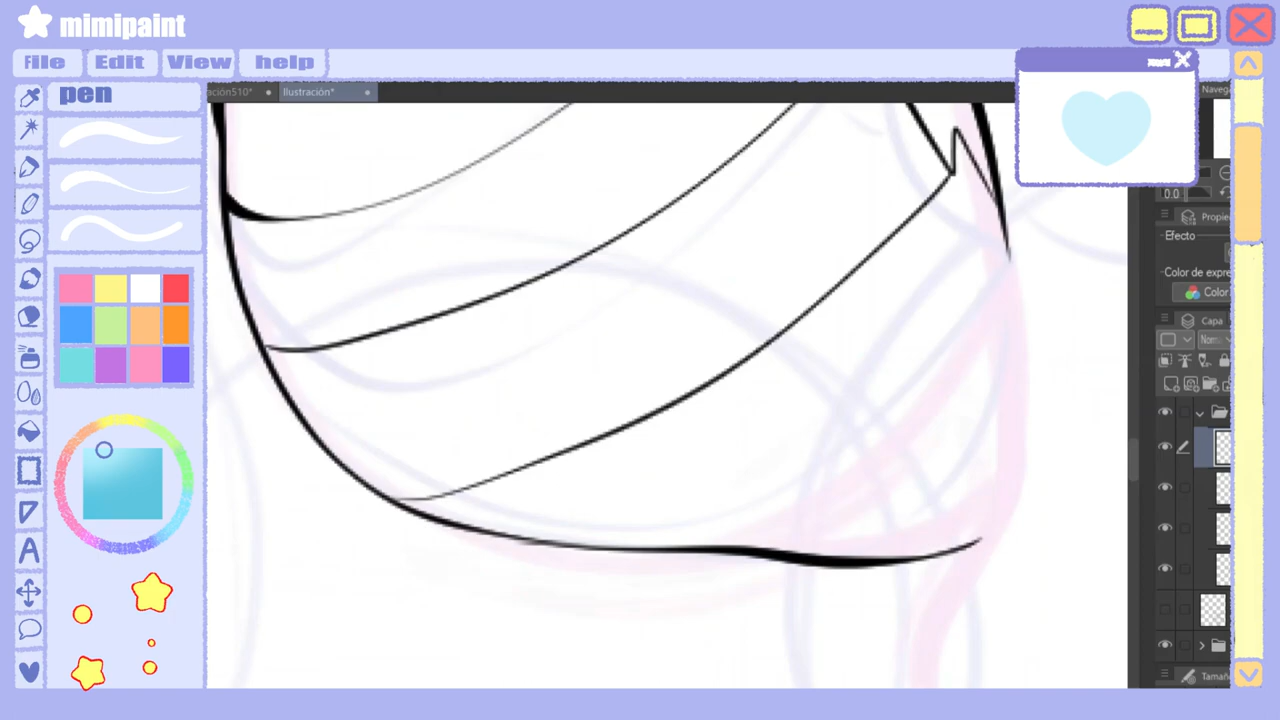 mimipaint
File Edit View help
pen
ación510*
Ilustración*
Naveg
0.0
Propie
Efecto
Color de expre
Color
Capa
Norm
Tamañ